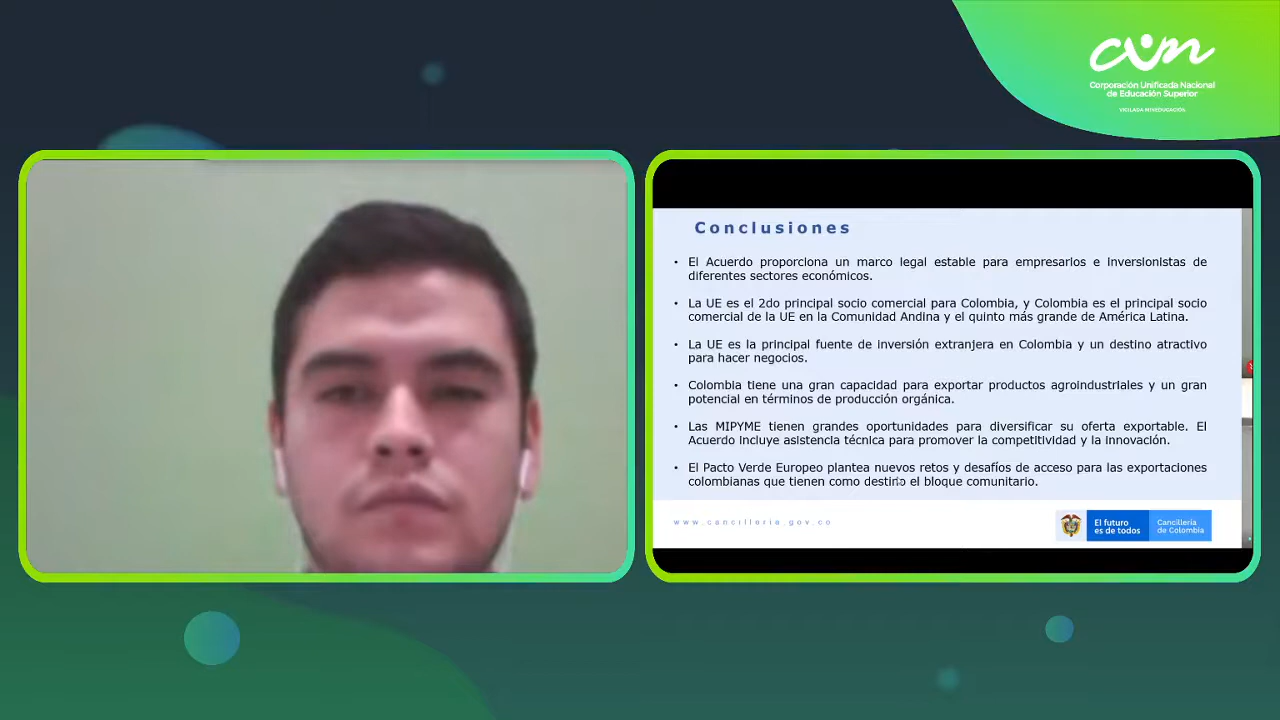 cun
Corporación Unificada Nacional
de Educación Superior
VIGILADA MINEDUCACIÓN
Conclusiones
• El Acuerdo proporciona un marco legal estable para empresarios e inversionistas de
diferentes sectores económicos.
• La UE es el 2do principal socio comercial para Colombia, y Colombia es el principal socio
comercial de la UE en la Comunidad Andina y el quinto más grande de América Latina.
• La UE es la principal fuente de inversión extranjera en Colombia y un destino atractivo
para hacer negocios.
• Colombia tiene una gran capacidad para exportar productos agroindustriales y un gran
potencial en términos de producción orgánica.
• Las MIPYME tienen grandes oportunidades para diversificar su oferta exportable. El
Acuerdo incluye asistencia técnica para promover la competitividad y la innovación.
• El Pacto Verde Europeo plantea nuevos retos y desafíos de acceso para las exportaciones
colombianas que tienen como destino el bloque comunitario.
www.cancilleria.gov.co
El futuro
es de todos
Cancillería
de Colombia